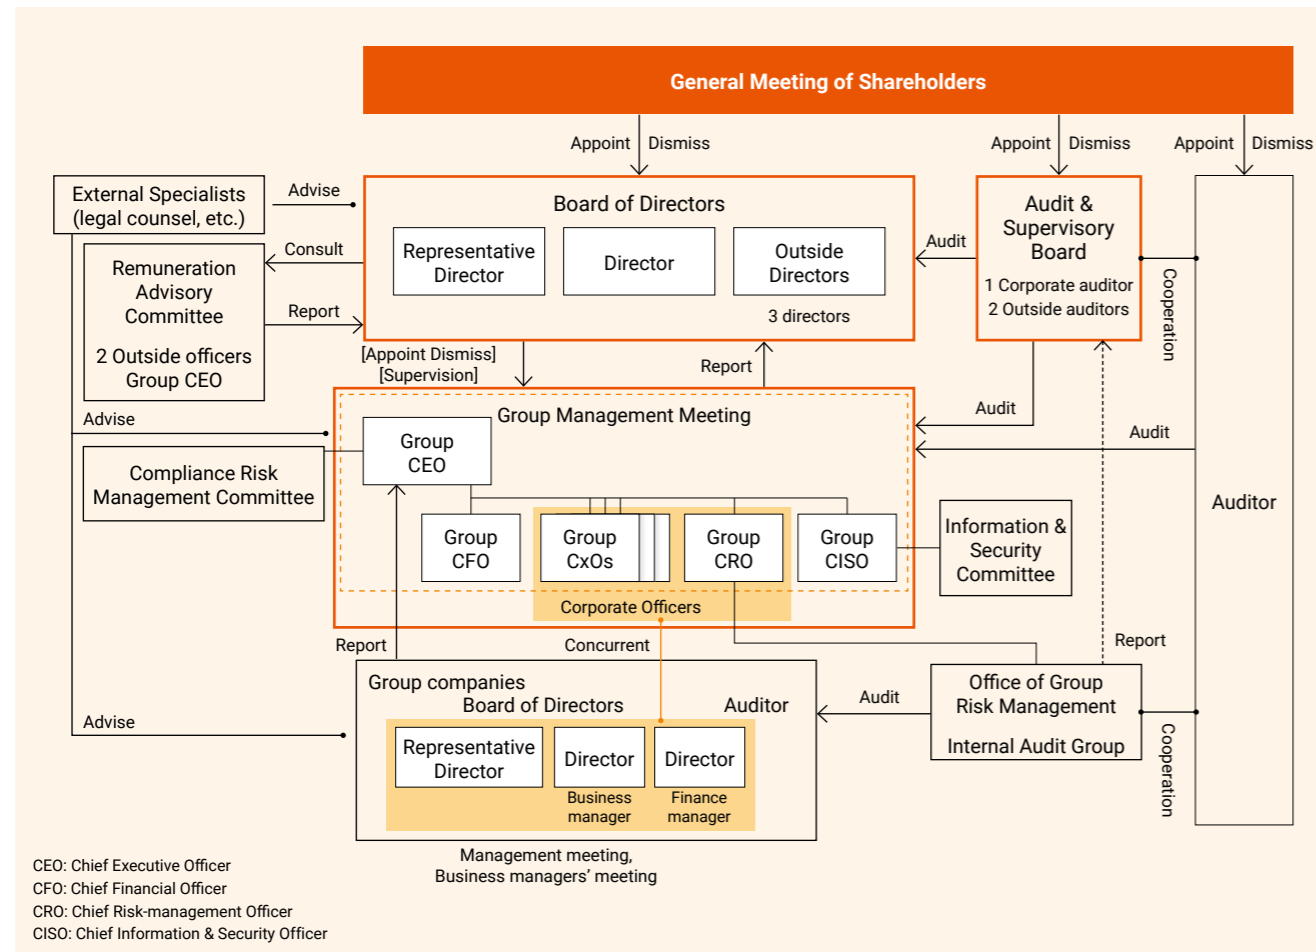 General Meeting of Shareholders
Appoint Dismiss
Appoint Dismiss
Appoint Dismiss
External Specialists
(legal counsel, etc.)
Advise
Board of Directors
Representative
Director
Director
Outside
Directors
3 directors
Audit
Audit &
Supervisory
Board
1 Corporate auditor
2 Outside auditors
Cooperation
Auditor
Consult
Remuneration
Advisory
Committee
2 Outside officers
Group CEO
Report
[Appoint Dismiss]
[Supervision]
Report
Advise
Group Management Meeting
Audit
Audit
Group
CEO
Compliance Risk
Management Committee
Group
CFO
Group
CxOs
Group
CRO
Group
CISO
Information &
Security
Committee
Corporate Officers
Report
Concurrent
Report
Group companies
Board of Directors
Auditor
Audit
Office of Group
Risk Management
Internal Audit Group
Cooperation
Advise
Representative
Director
Director
Director
Business
manager
Finance
manager
Management meeting,
Business managers’ meeting
CEO: Chief Executive Officer
CFO: Chief Financial Officer
CRO: Chief Risk-management Officer
CISO: Chief Information & Security Officer